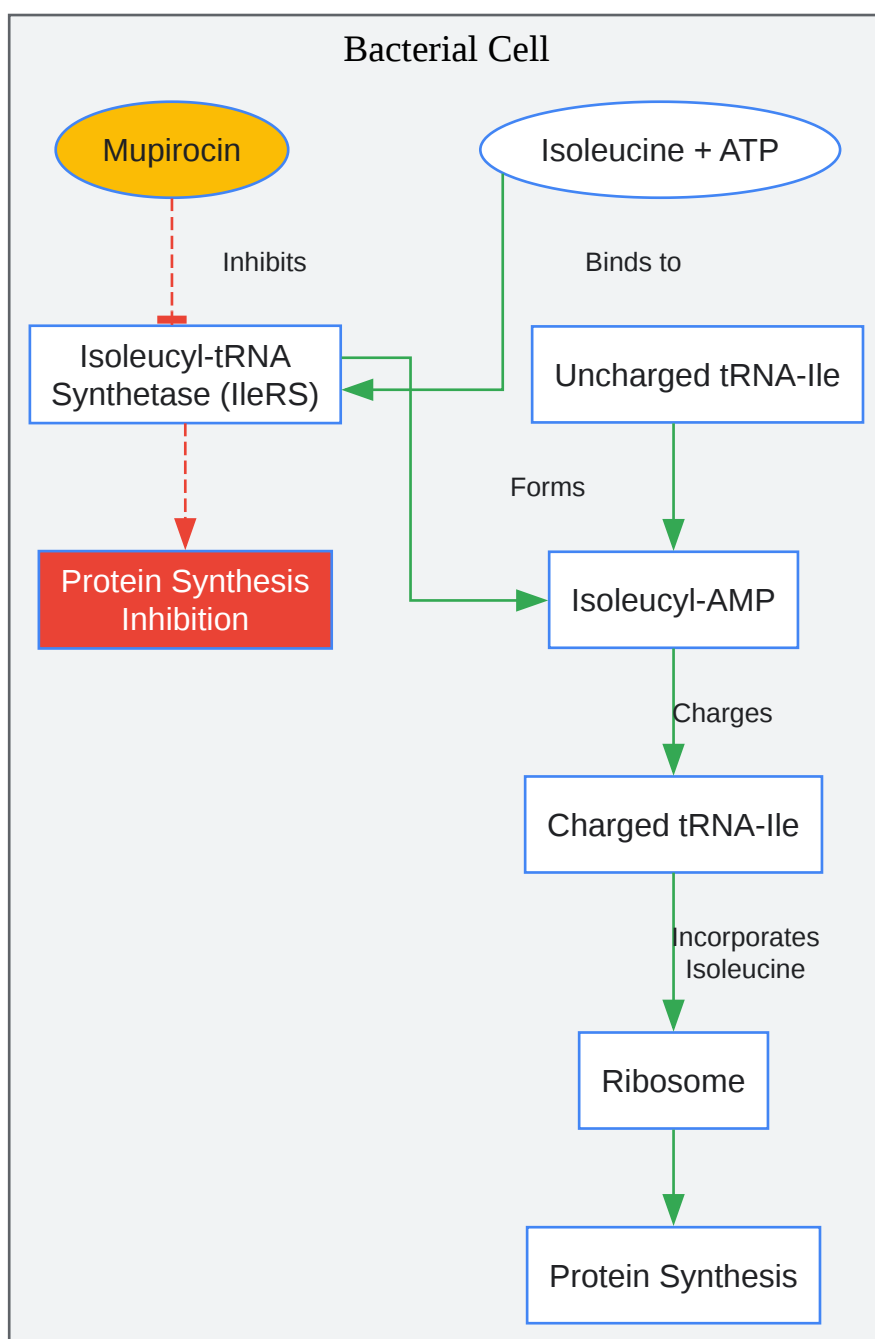 Bacterial Cell
Mupirocin
Isoleucine + ATP
Inhibits
Binds to
Isoleucyl-tRNA
Synthetase (IleRS)
Uncharged tRNA-Ile
Forms
Protein Synthesis
Inhibition
Isoleucyl-AMP
Charges
Charged tRNA-Ile
Incorporates
Isoleucine
Ribosome
Protein Synthesis